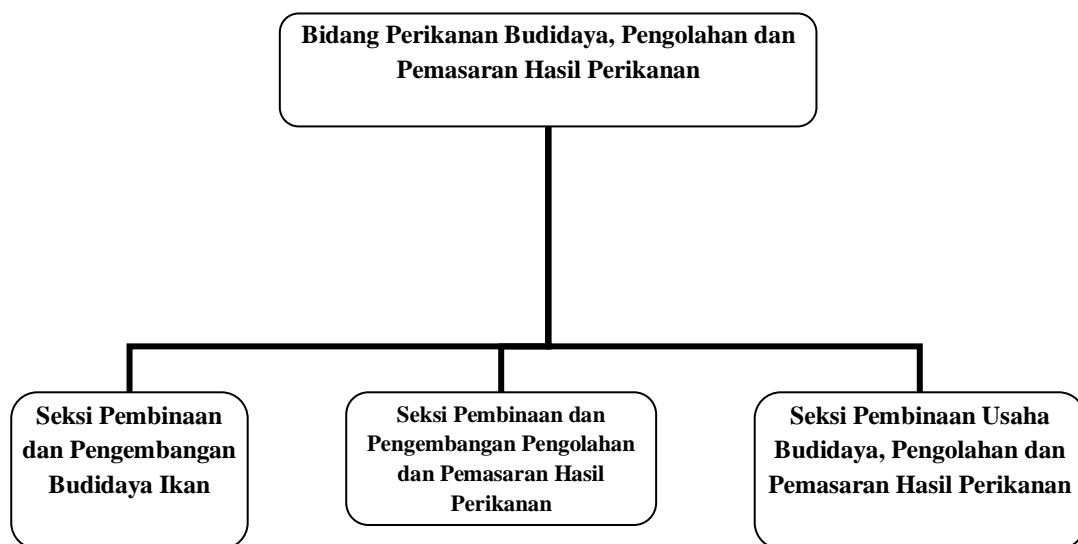 Bidang Perikanan Budidaya, Pengolahan dan
Pemasaran Hasil Perikanan
Seksi Pembinaan
dan Pengembangan
Budidaya Ikan
Seksi Pembinaan dan
Pengembangan Pengolahan
dan Pemasaran Hasil
Perikanan
Seksi Pembinaan Usaha
Budidaya, Pengolahan dan
Pemasaran Hasil Perikanan